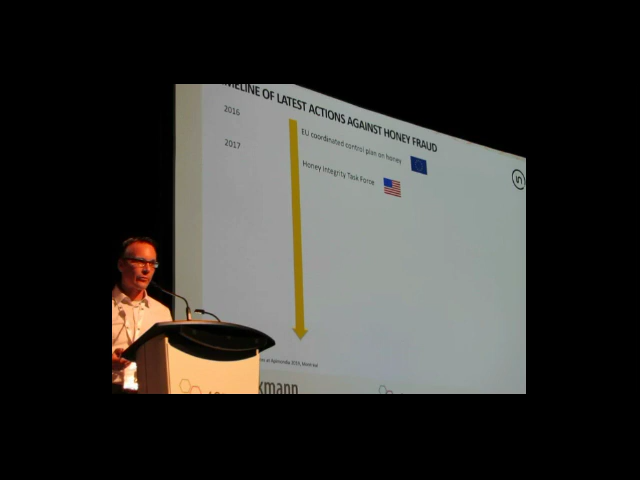 TIMELINE OF LATEST ACTIONS AGAINST HONEY FRAUD
2016
EU coordinated control plan on honey
2017
Honey Integrity Task Force
kmann